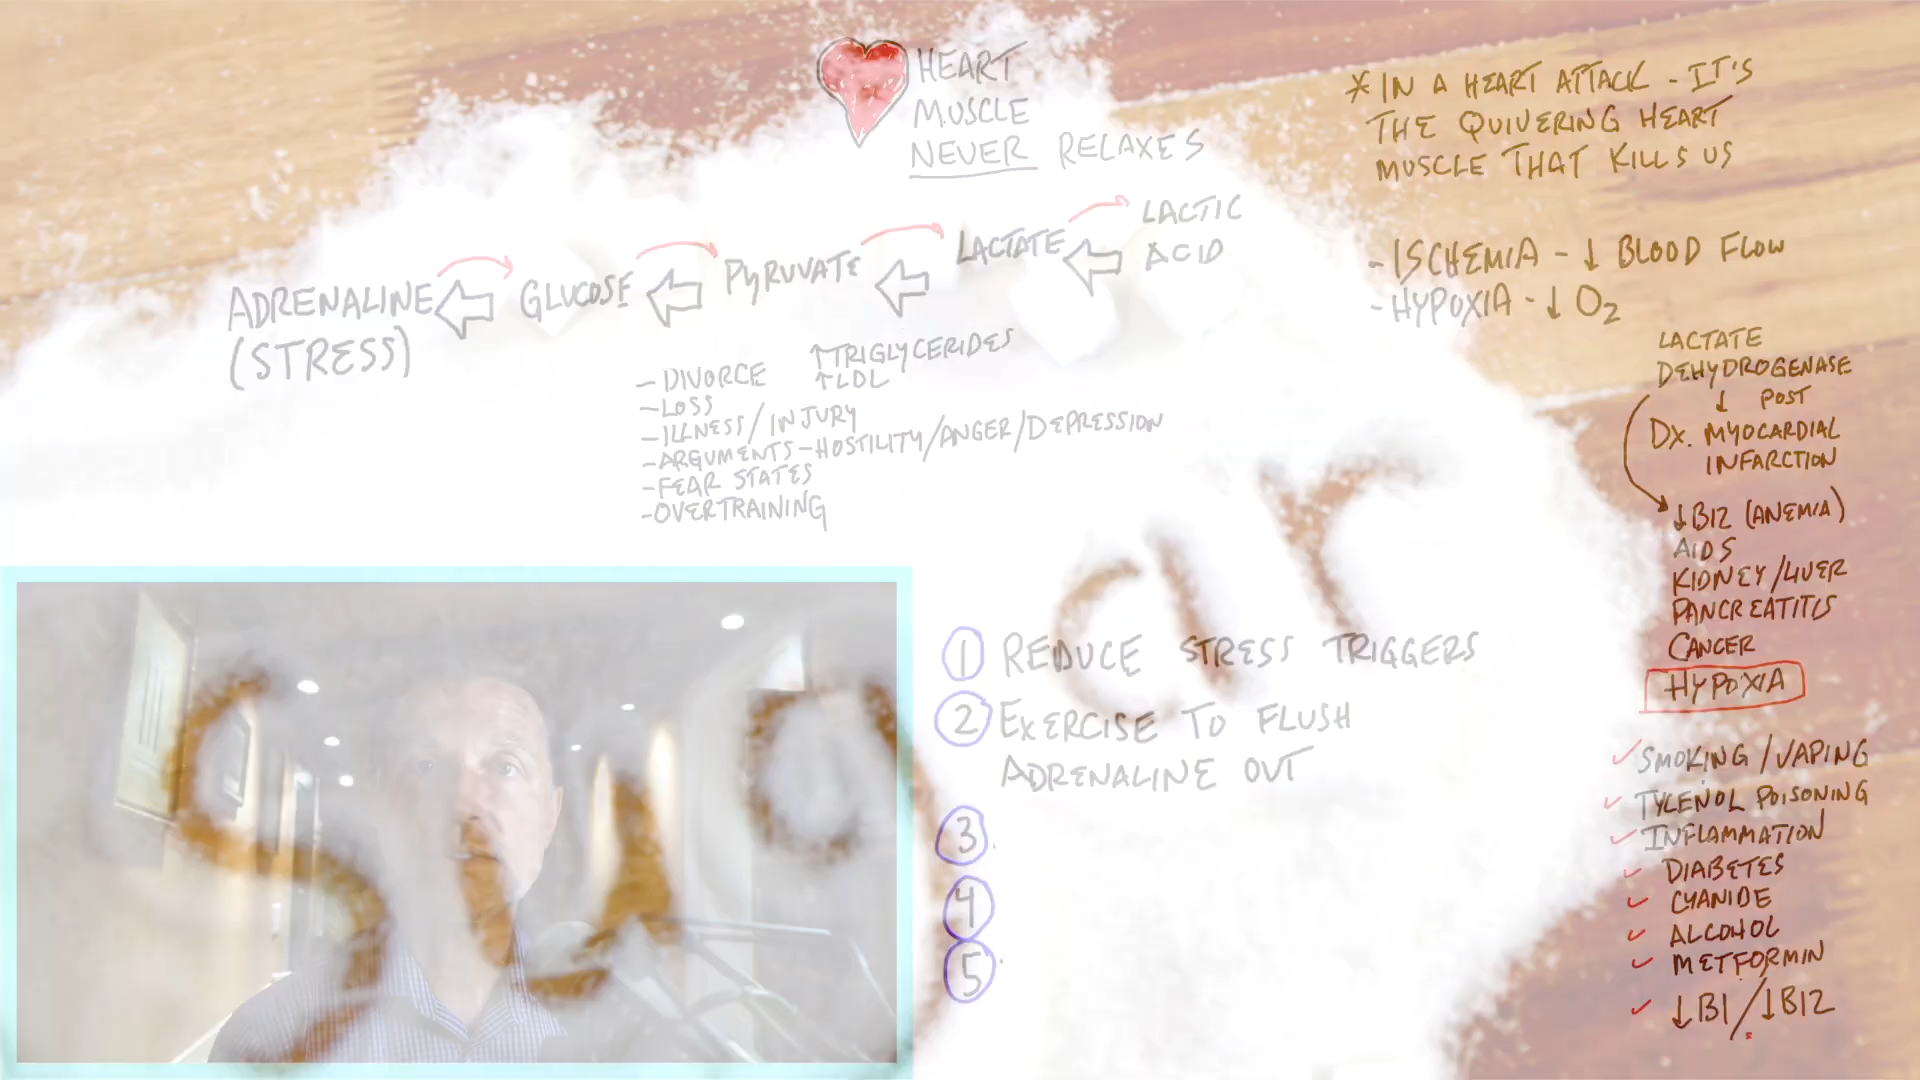 HEART
MUSCLE
NEVER RELAXES
* IN A HEART ATTACK - IT'S
THE QUIVERING HEART
MUSCLE THAT KILLS US
ADRENALINE
(STRESS)
GLUCOSE
PYRUVATE
LACTATE
LACTIC
ACID
- ISCHEMIA - ↓ BLOOD FLOW
- HYPOXIA - ↓ O2
- DIVORCE
- LOSS
- ILLNESS/INJURY
- ARGUMENTS - HOSTILITY/ANGER/DEPRESSION
- FEAR STATES
- OVERTRAINING
↑TRIGLYCERIDES
↑LDL
LACTATE
DEHYDROGENASE
↓ POST
DX. MYOCARDIAL
INFARCTION
↓B12 (ANEMIA)
AIDS
KIDNEY/LIVER
PANCREATITIS
CANCER
HYPOXIA
✓ SMOKING/VAPING
✓ TYLENOL POISONING
✓ INFLAMMATION
✓ DIABETES
✓ CYANIDE
✓ ALCOHOL
✓ METFORMIN
✓ ↓B1/↓B12
1 REDUCE STRESS TRIGGERS
2 EXERCISE TO FLUSH
ADRENALINE OUT
3.
4
5.
Sugar